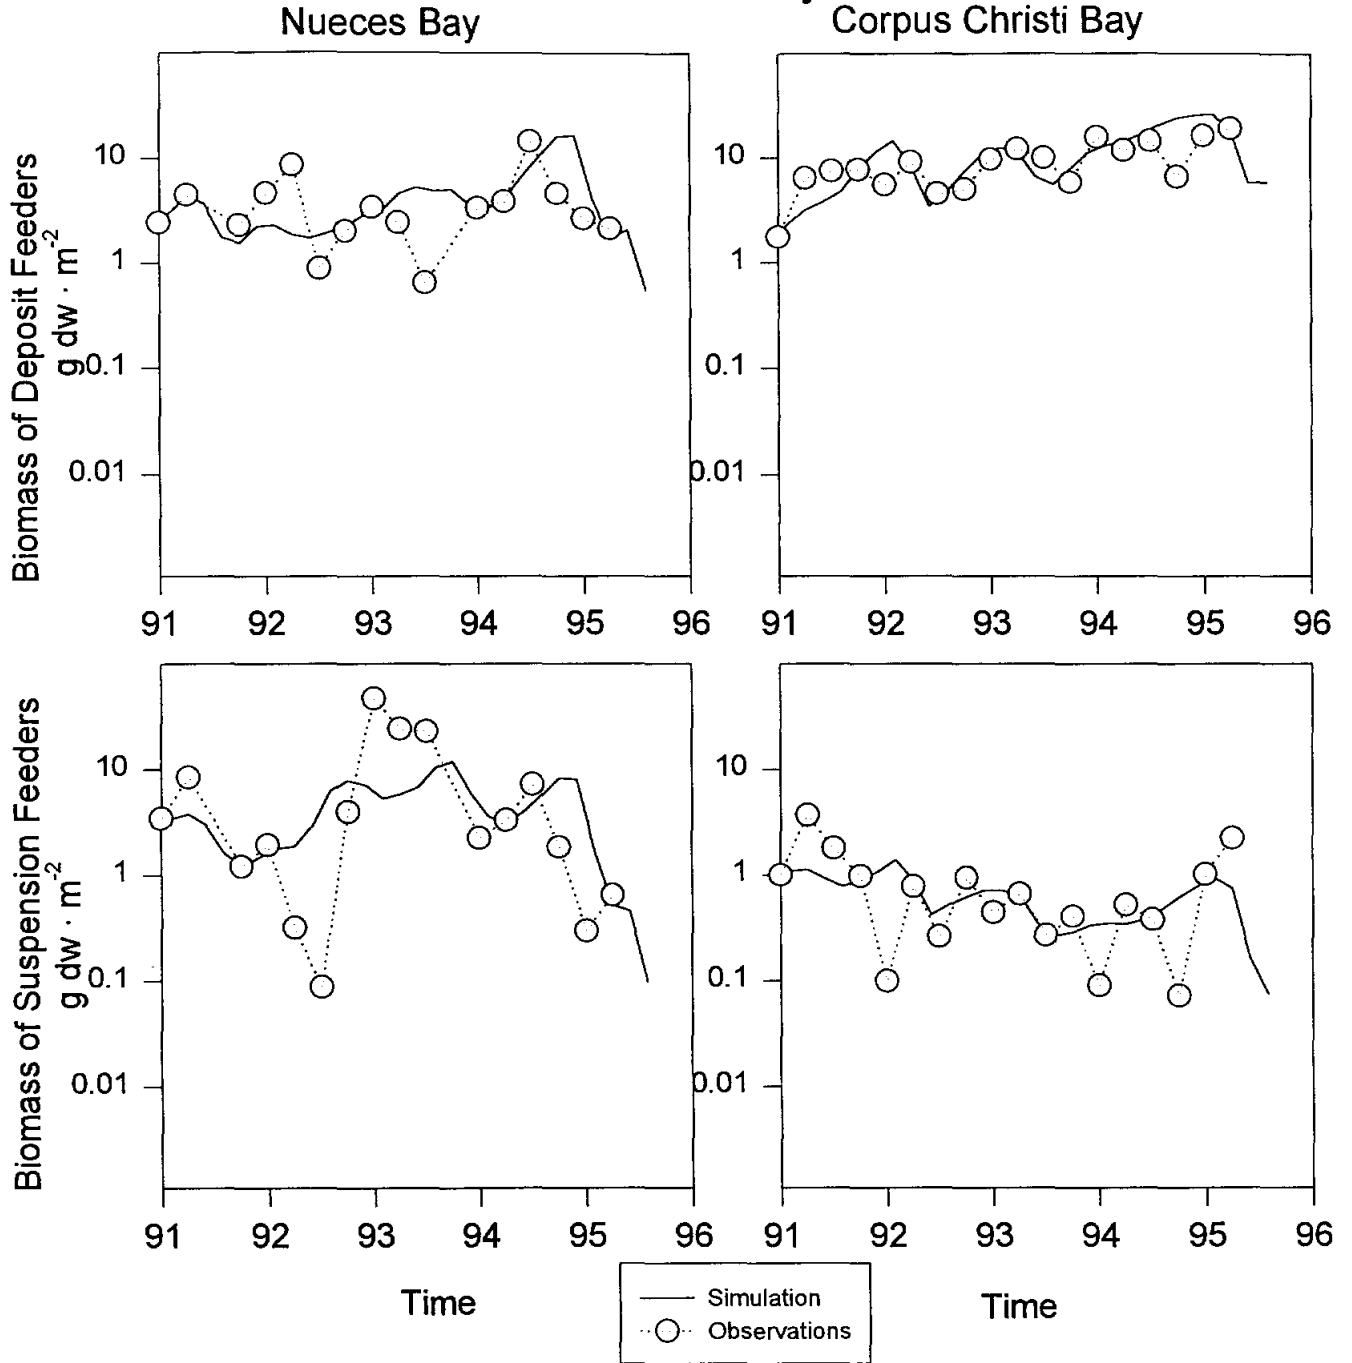 Nueces Bay
Corpus Christi Bay
Biomass of Deposit Feeders
g dw · m-2
10
1
0.1
0.01
91 92 93 94 95 96
10
1
0.1
0.01
91 92 93 94 95 96
Biomass of Suspension Feeders
g dw · m-2
10
1
0.1
0.01
91 92 93 94 95 96
Time
10
1
0.1
0.01
91 92 93 94 95 96
Time
Simulation
Observations